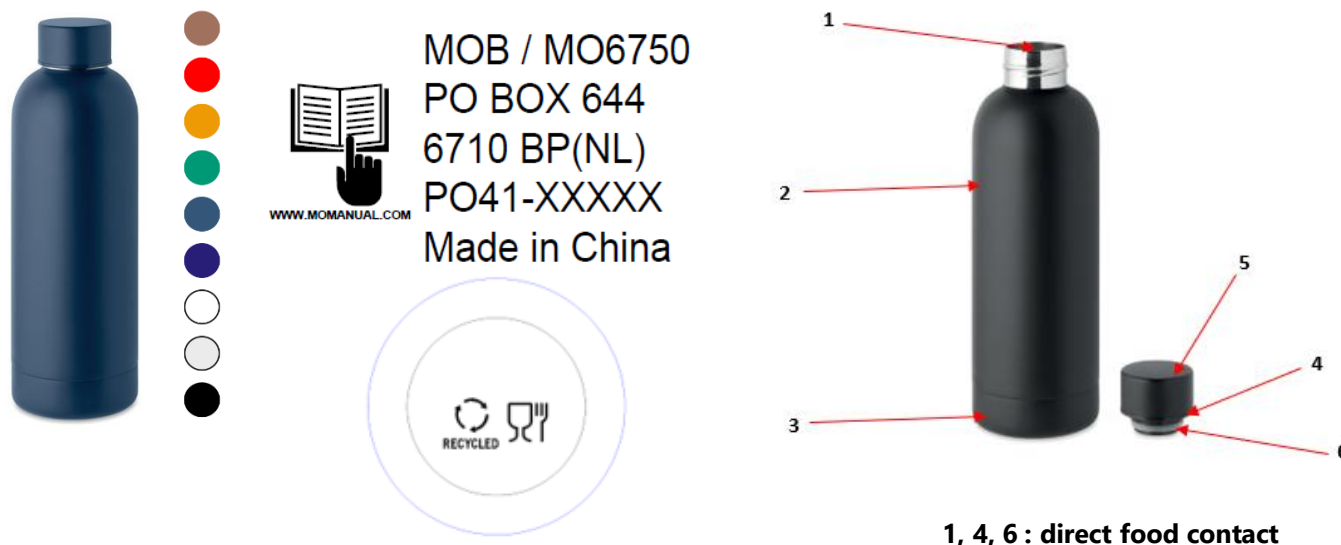 MOB / MO6750
PO BOX 644
6710 BP(NL)
PO41-XXXXX
Made in China
WWW.MOMANUAL.COM
RECYCLED
1
2
3
5
4
6
1, 4, 6 : direct food contact